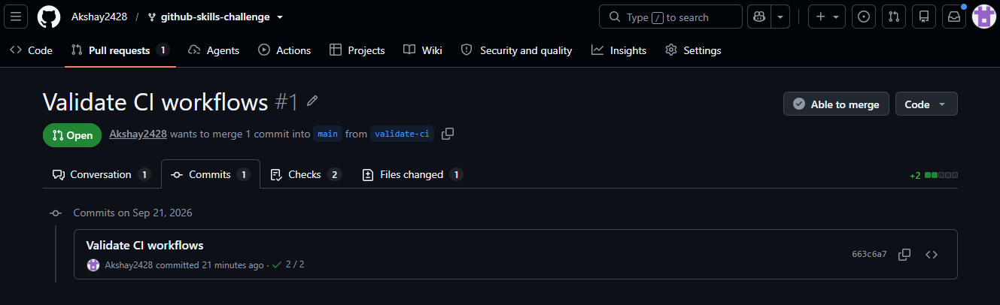 Akshay2428 / github-skills-challenge Type / to search
Code Pull requests 1 Agents Actions Projects Wiki Security and quality Insights Settings
Validate CI workflows #1 Able to merge Code
Open Akshay2428 wants to merge 1 commit into main from validate-ci
Conversation 1 Commits 1 Checks 2 Files changed 1 +2
Commits on Sep 21, 2026
Validate CI workflows
Akshay2428 committed 21 minutes ago · 2 / 2 663c6a7